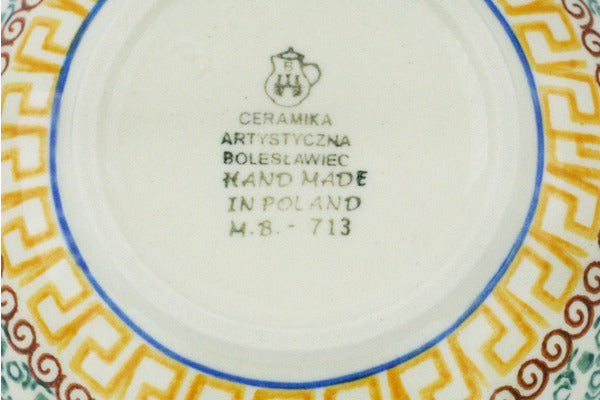 B
CERAMIKA
ARTYSTYCZNA
BOLESŁAWIEC
HAND MADE
IN POLAND
M.B.- 713